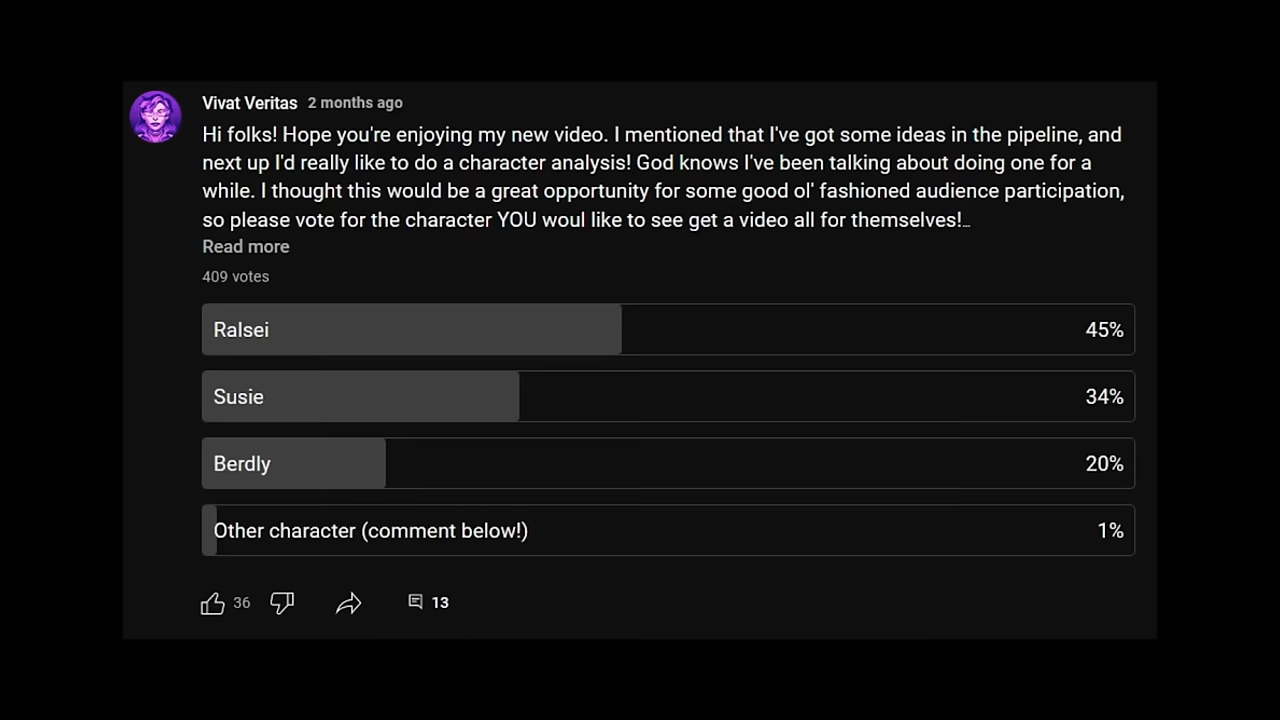 Vivat Veritas 2 months ago
Hi folks! Hope you're enjoying my new video. I mentioned that I've got some ideas in the pipeline, and
next up I'd really like to do a character analysis! God knows I've been talking about doing one for a
while. I thought this would be a great opportunity for some good ol' fashioned audience participation,
so please vote for the character YOU woul like to see get a video all for themselves!...
Read more
409 votes
Ralsei 45%
Susie 34%
Berdly 20%
Other character (comment below!) 1%
36 13